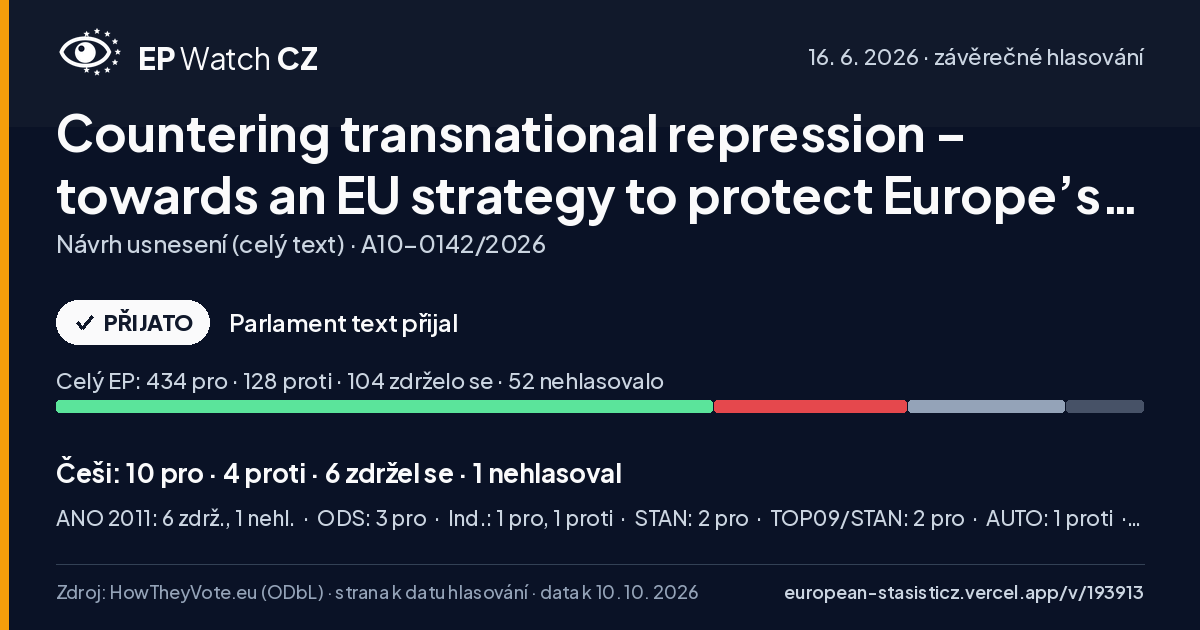 EP Watch CZ
16. 6. 2026 · závěrečné hlasování
Countering transnational repression –
towards an EU strategy to protect Europe’s…
Návrh usnesení (celý text) · A10–0142/2026
✓ PŘIJATO
Parlament text přijal
Celý EP: 434 pro · 128 proti · 104 zdrželo se · 52 nehlasovalo
Češi: 10 pro · 4 proti · 6 zdržel se · 1 nehlasoval
ANO 2011: 6 zdrž., 1 nehl. · ODS: 3 pro · Ind.: 1 pro, 1 proti · STAN: 2 pro · TOP09/STAN: 2 pro · AUTO: 1 proti ·…
Zdroj: HowTheyVote.eu (ODbL) · strana k datu hlasování · data k 10. 10. 2026
european-stasisticz.vercel.app/v/193913